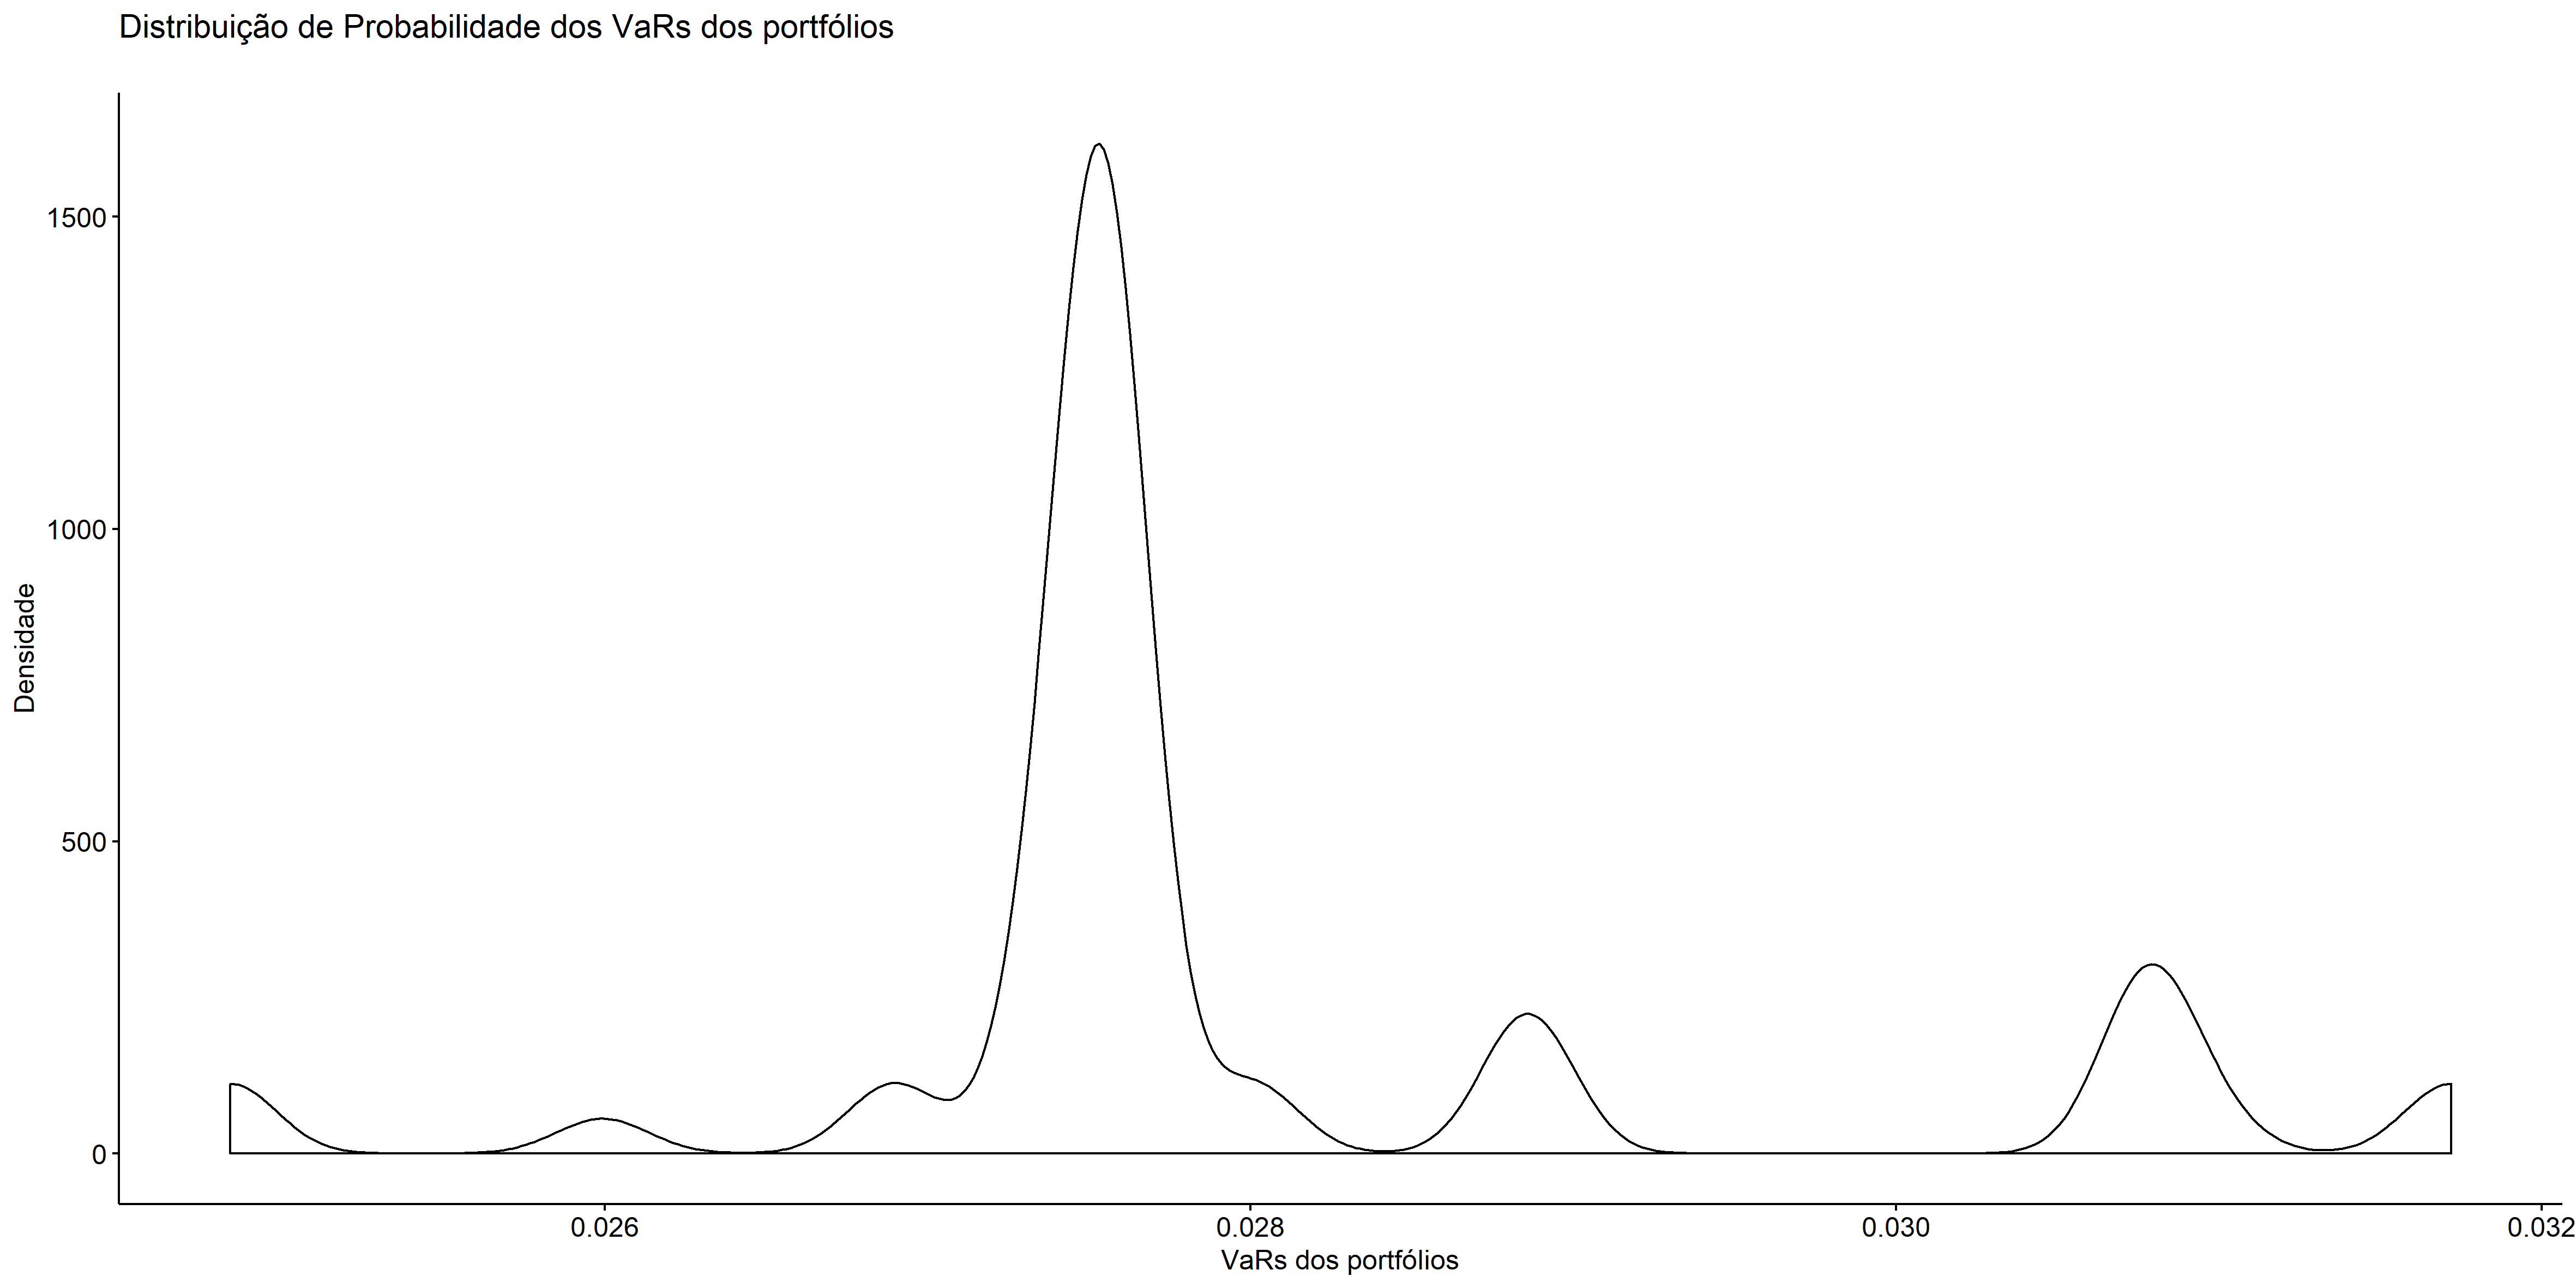 Distribuição de Probabilidade dos VaRs dos portfólios
1500
1000
500
0
Densidade
0.026
0.028
0.030
0.032
VaRs dos portfólios